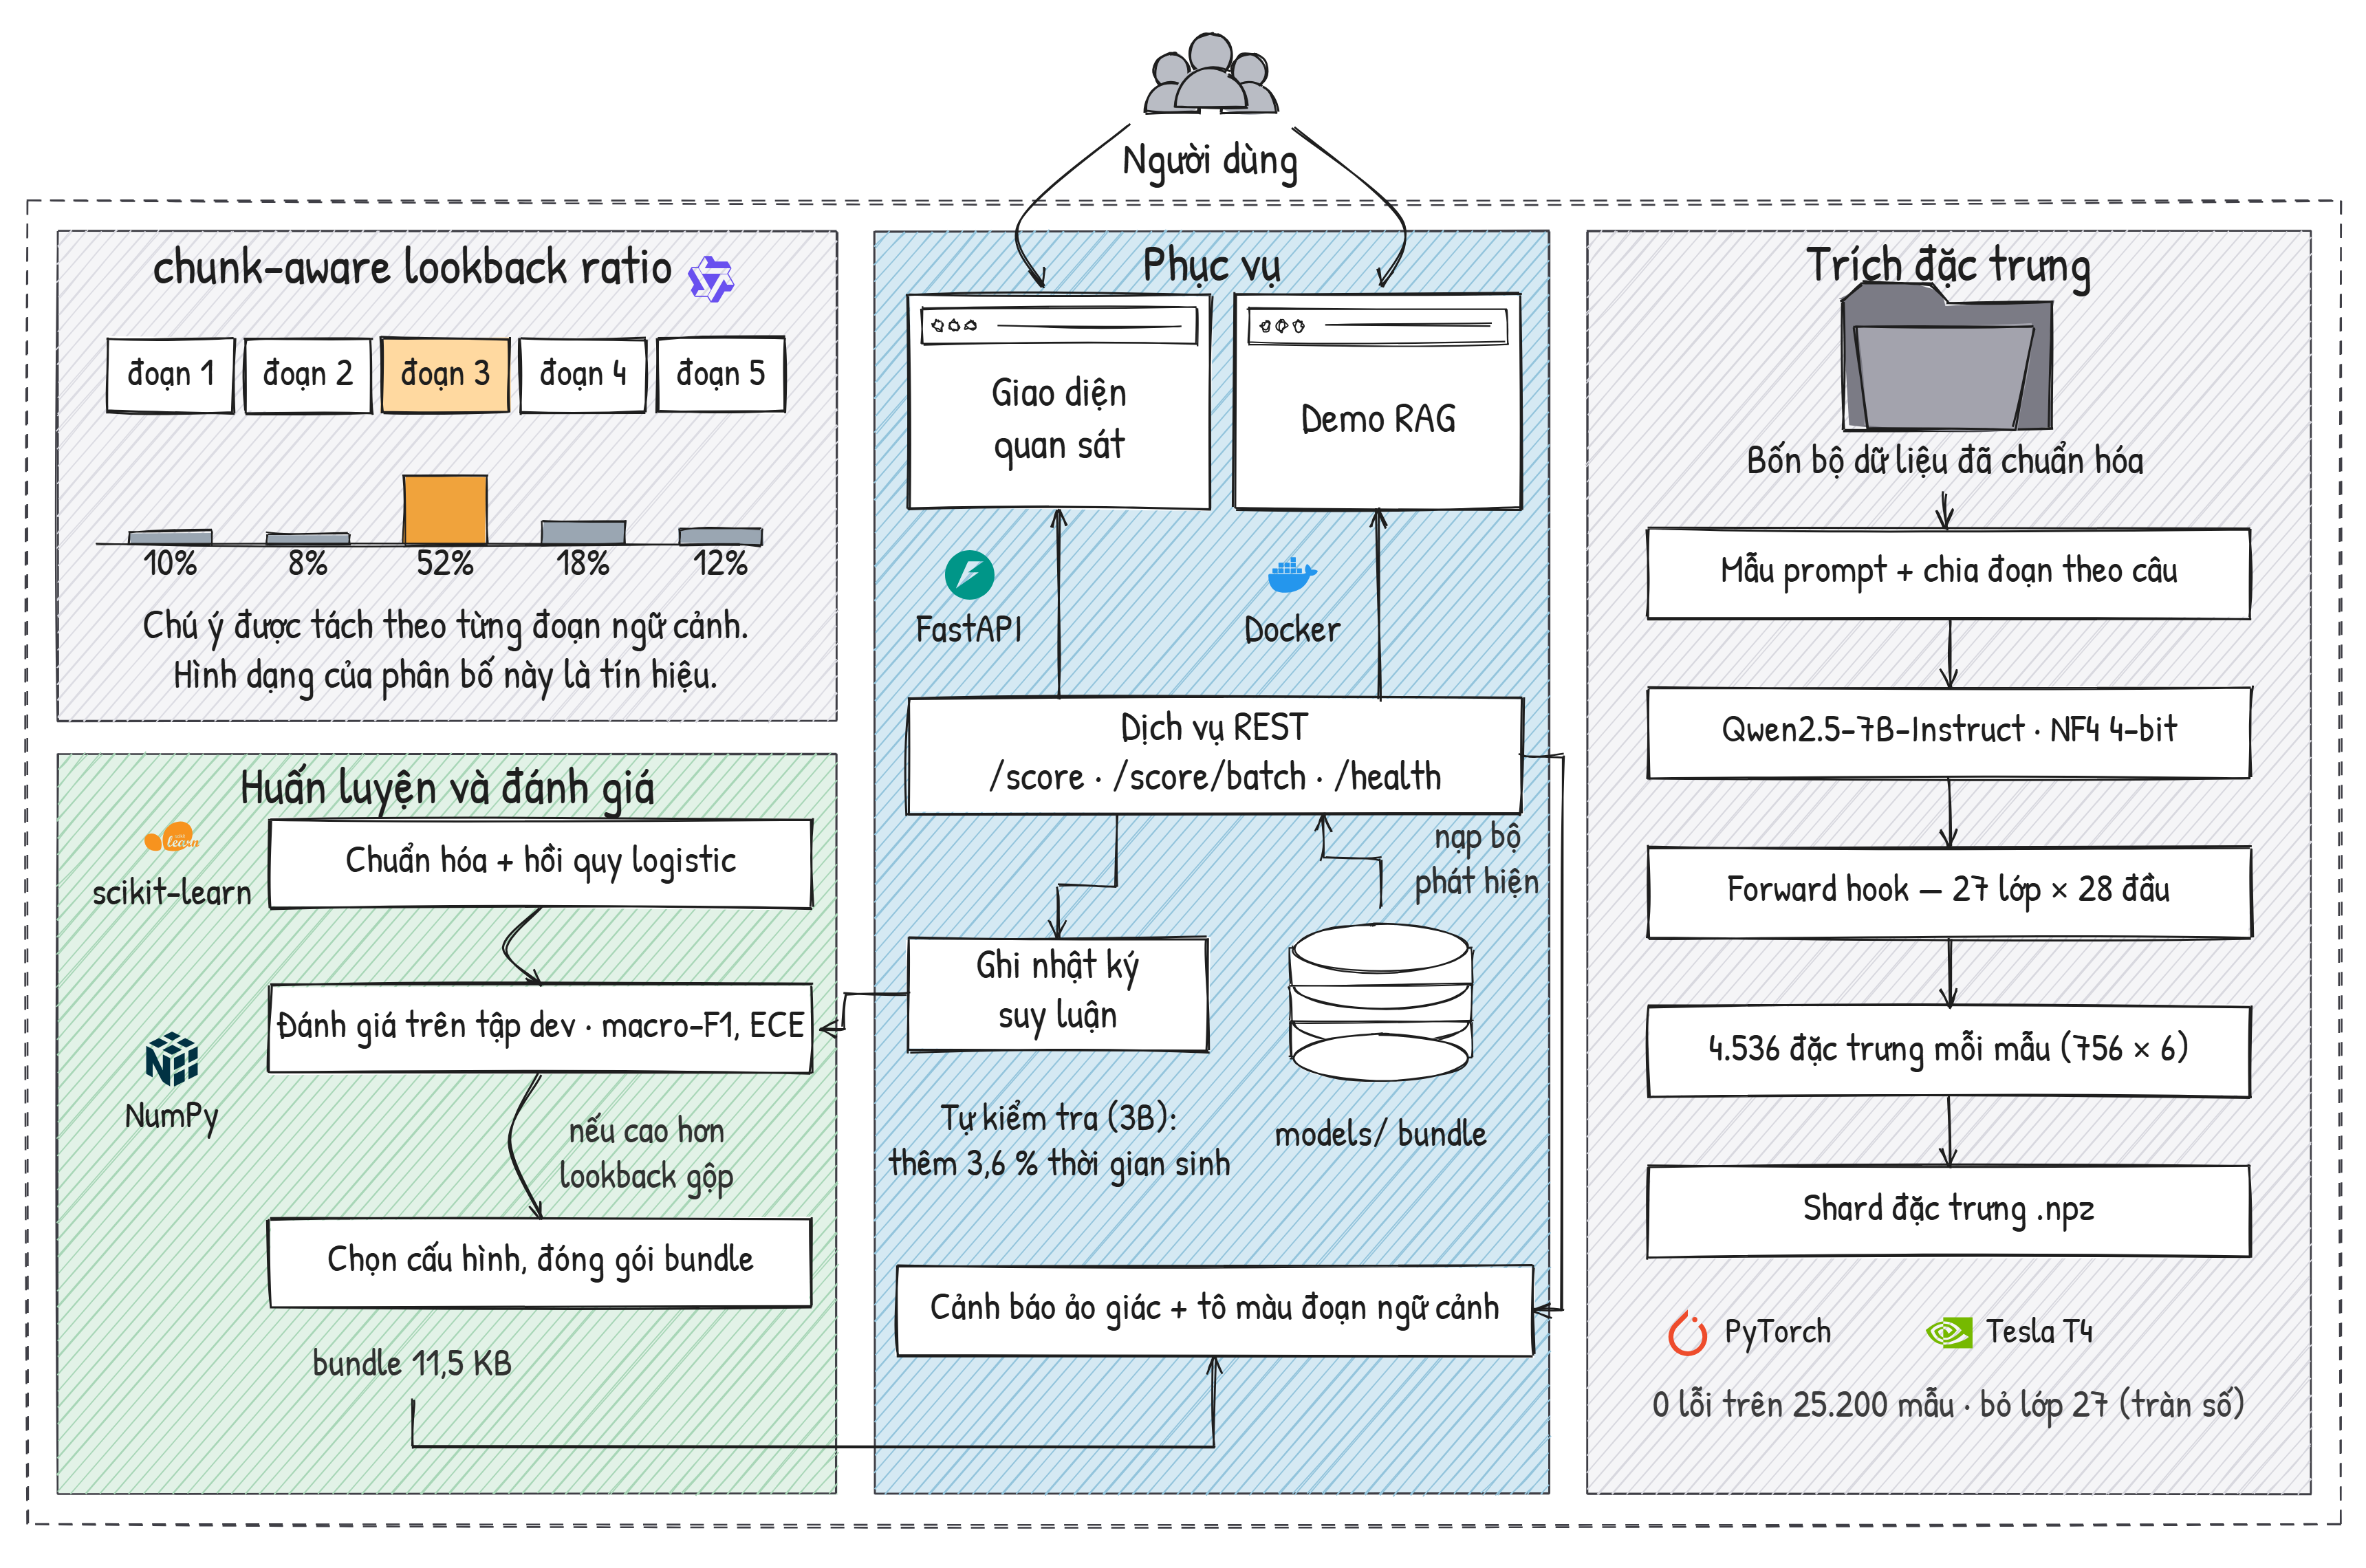 Người dùng
chunk-aware lookback ratio
đoạn 1
đoạn 2
đoạn 3
đoạn 4
đoạn 5
10%
8%
52%
18%
12%
Chú ý được tách theo từng đoạn ngữ cảnh.
Hình dạng của phân bố này là tín hiệu.
Huấn luyện và đánh giá
learn
scikit-learn
Chuẩn hóa + hồi quy logistic
Đánh giá trên tập dev · macro-F1, ECE
NumPy
nếu cao hơn
lookback gộp
Chọn cấu hình, đóng gói bundle
bundle 11,5 KB
Phục vụ
Giao diện
quan sát
Demo RAG
FastAPI
Docker
Dịch vụ REST
/score · /score/batch · /health
nạp bộ
phát hiện
Ghi nhật ký
suy luận
Tự kiểm tra (3B):
thêm 3,6 % thời gian sinh
models/ bundle
Cảnh báo ảo giác + tô màu đoạn ngữ cảnh
Trích đặc trưng
Bốn bộ dữ liệu đã chuẩn hóa
Mẫu prompt + chia đoạn theo câu
Qwen2.5-7B-Instruct · NF4 4-bit
Forward hook — 27 lớp × 28 đầu
4.536 đặc trưng mỗi mẫu (756 × 6)
Shard đặc trưng .npz
PyTorch
Tesla T4
0 lỗi trên 25.200 mẫu · bỏ lớp 27 (tràn số)